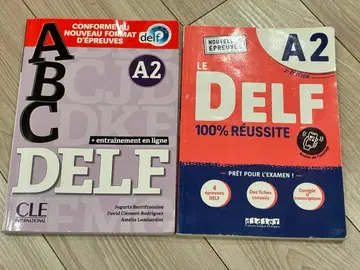 CONFORME AU
NOUVEAU FORMAT
D'ÉPREUVES
delf
ABC
A2
+ entraînement en ligne
DELF
Jugurta Bentifraouine
David Clément Rodríguez
Amélie Lombardini
CLE
INTERNATIONAL
NOUVELLES
ÉPREUVES
A2
LE
DELF
100% RÉUSSITE
PRÊT POUR L'EXAMEN !
4
épreuves
DELF
Des fiches
conseils
Corrigés
+ transcriptions
didier